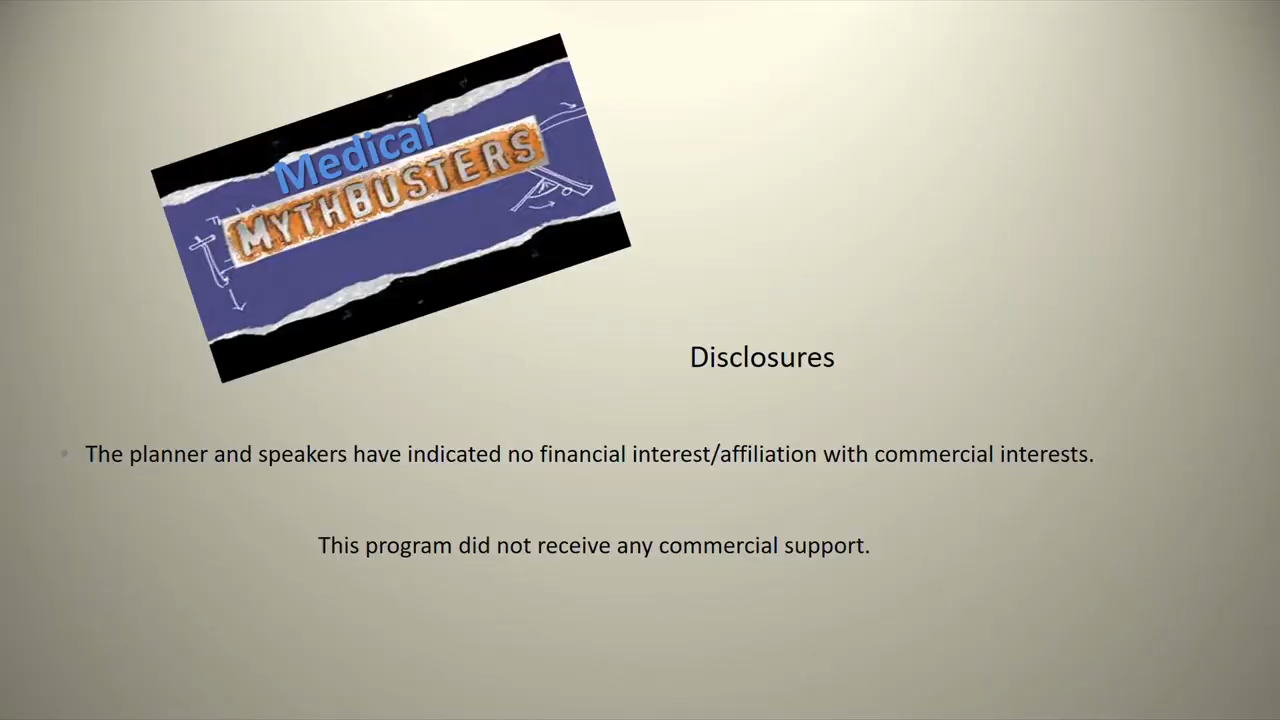 Medical
MYTHBUSTERS
Disclosures
The planner and speakers have indicated no financial interest/affiliation with commercial interests.
This program did not receive any commercial support.